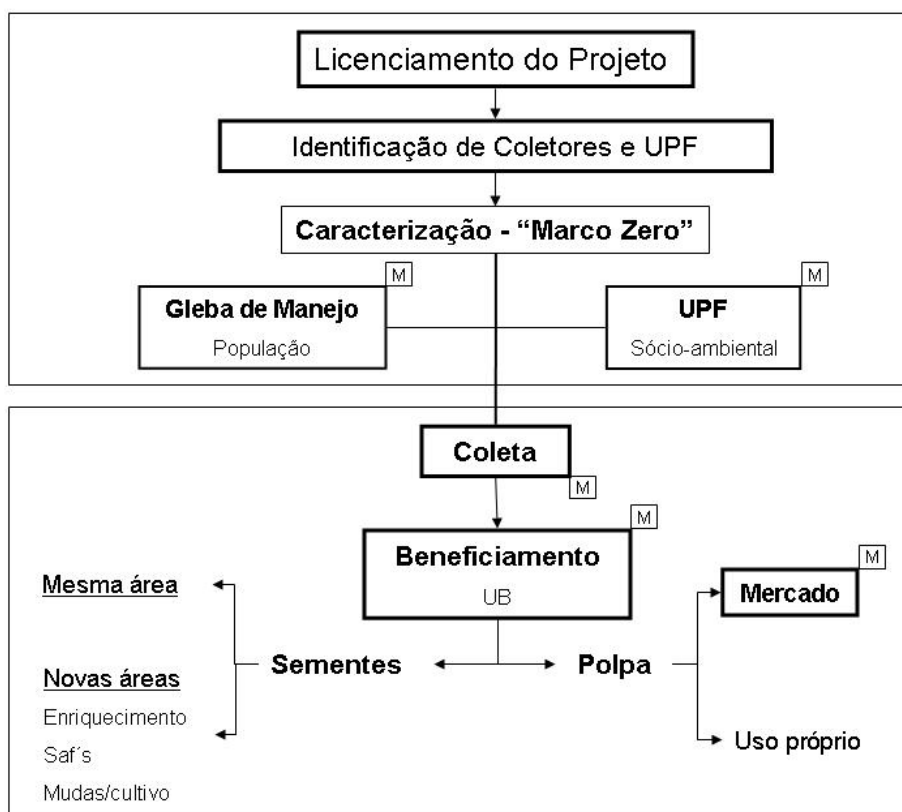 Licenciamento do Projeto
Identificação de Coletores e UPF
Caracterização - “Marco Zero”
M
Gleba de Manejo
População
M
UPF
Sócio-ambiental
Coleta
M
M
Beneficiamento
UB
M
Mercado
Mesma área
Sementes
Polpa
Novas áreas
Enriquecimento
Saf´s
Mudas/cultivo
Uso próprio